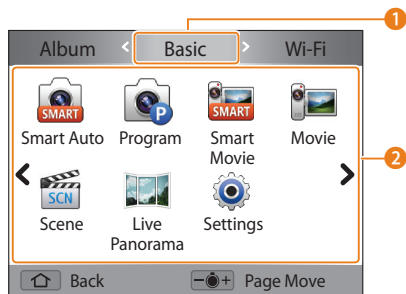 1
Album < Basic > Wi-Fi
SMART P SMART
Smart Auto Program Smart Movie Movie
2
SCN
Scene Live Panorama Settings
Back Page Move